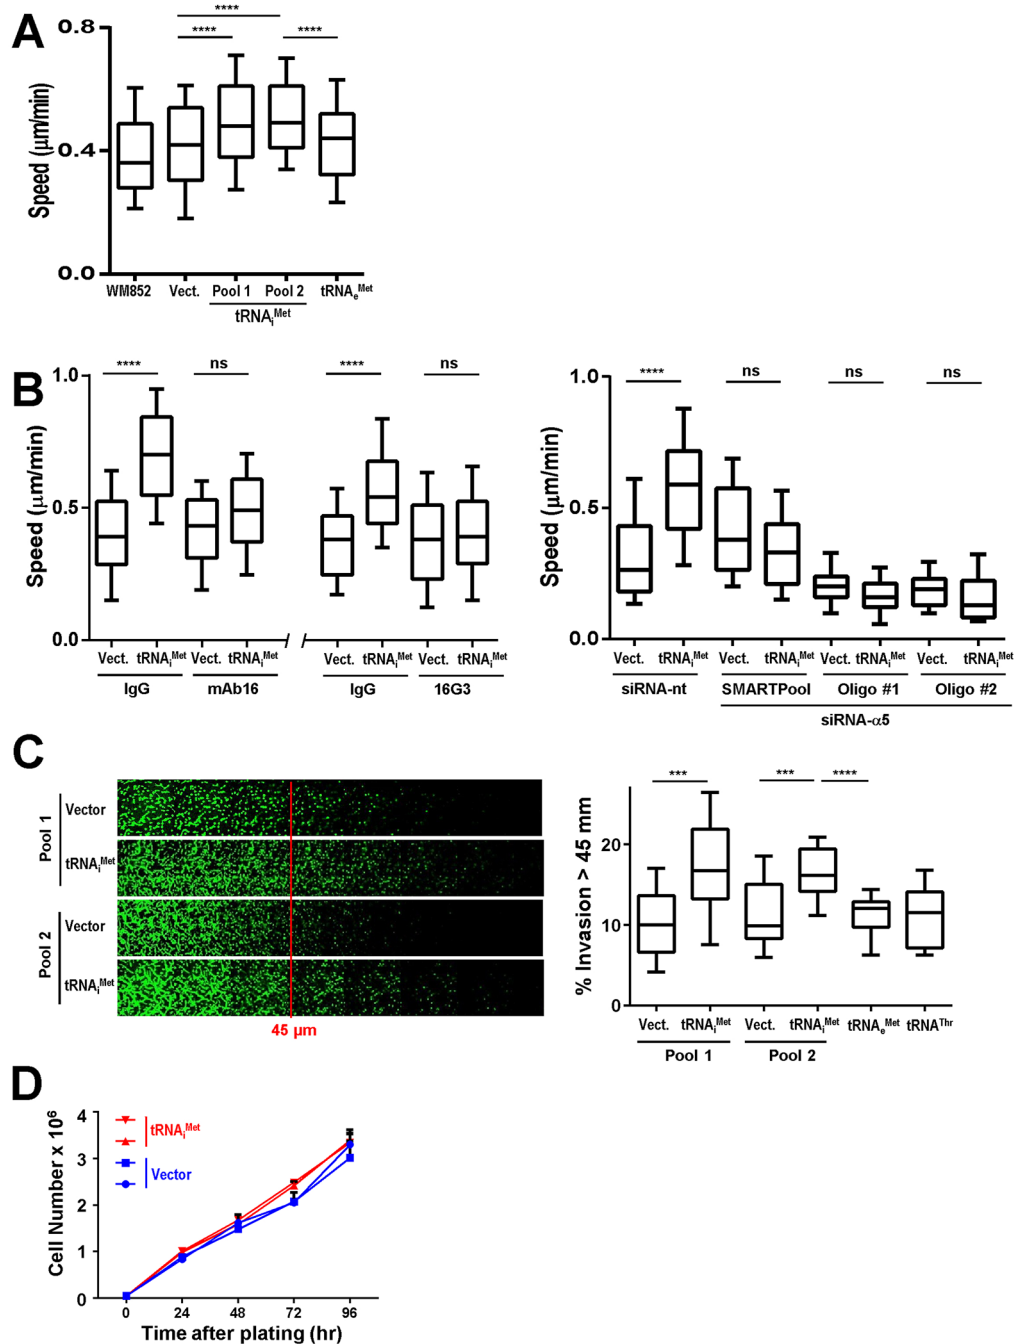 A
****
**** ****
0.8
0.4
0.0
Speed (μm/min)
WM852 Vect. Pool 1 Pool 2 tRNAₑᴹᵉᵗ
tRNAᵢᴹᵉᵗ
B
**** ns **** ns
1.0
0.5
0.0
Speed (μm/min)
Vect. tRNAᵢᴹᵉᵗ Vect. tRNAᵢᴹᵉᵗ Vect. tRNAᵢᴹᵉᵗ Vect. tRNAᵢᴹᵉᵗ
IgG mAb16 IgG 16G3
**** ns ns ns
1.0
0.5
0.0
Speed (μm/min)
Vect. tRNAᵢᴹᵉᵗ Vect. tRNAᵢᴹᵉᵗ Vect. tRNAᵢᴹᵉᵗ Vect. tRNAᵢᴹᵉᵗ
siRNA-nt SMARTPool Oligo #1 Oligo #2
siRNA-α5
C
Pool 1
Vector
tRNAᵢᴹᵉᵗ
Pool 2
Vector
tRNAᵢᴹᵉᵗ
45 μm
*** *** ****
20
10
0
% Invasion > 45 mm
Vect. tRNAᵢᴹᵉᵗ Vect. tRNAᵢᴹᵉᵗ tRNAₑᴹᵉᵗ tRNAᵀʰʳ
Pool 1 Pool 2
D
4
3
2
1
0
Cell Number x 10⁶
tRNAᵢᴹᵉᵗ
Vector
0 24 48 72 96
Time after plating (hr)